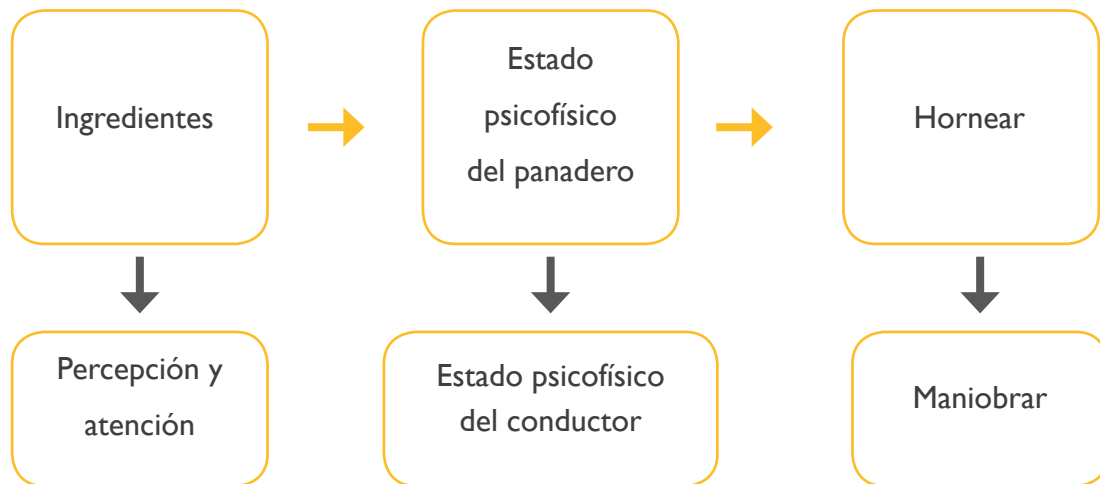 Ingredientes
Estado
psicofísico
del panadero
Hornear
Percepción y
atención
Estado psicofísico
del conductor
Maniobrar